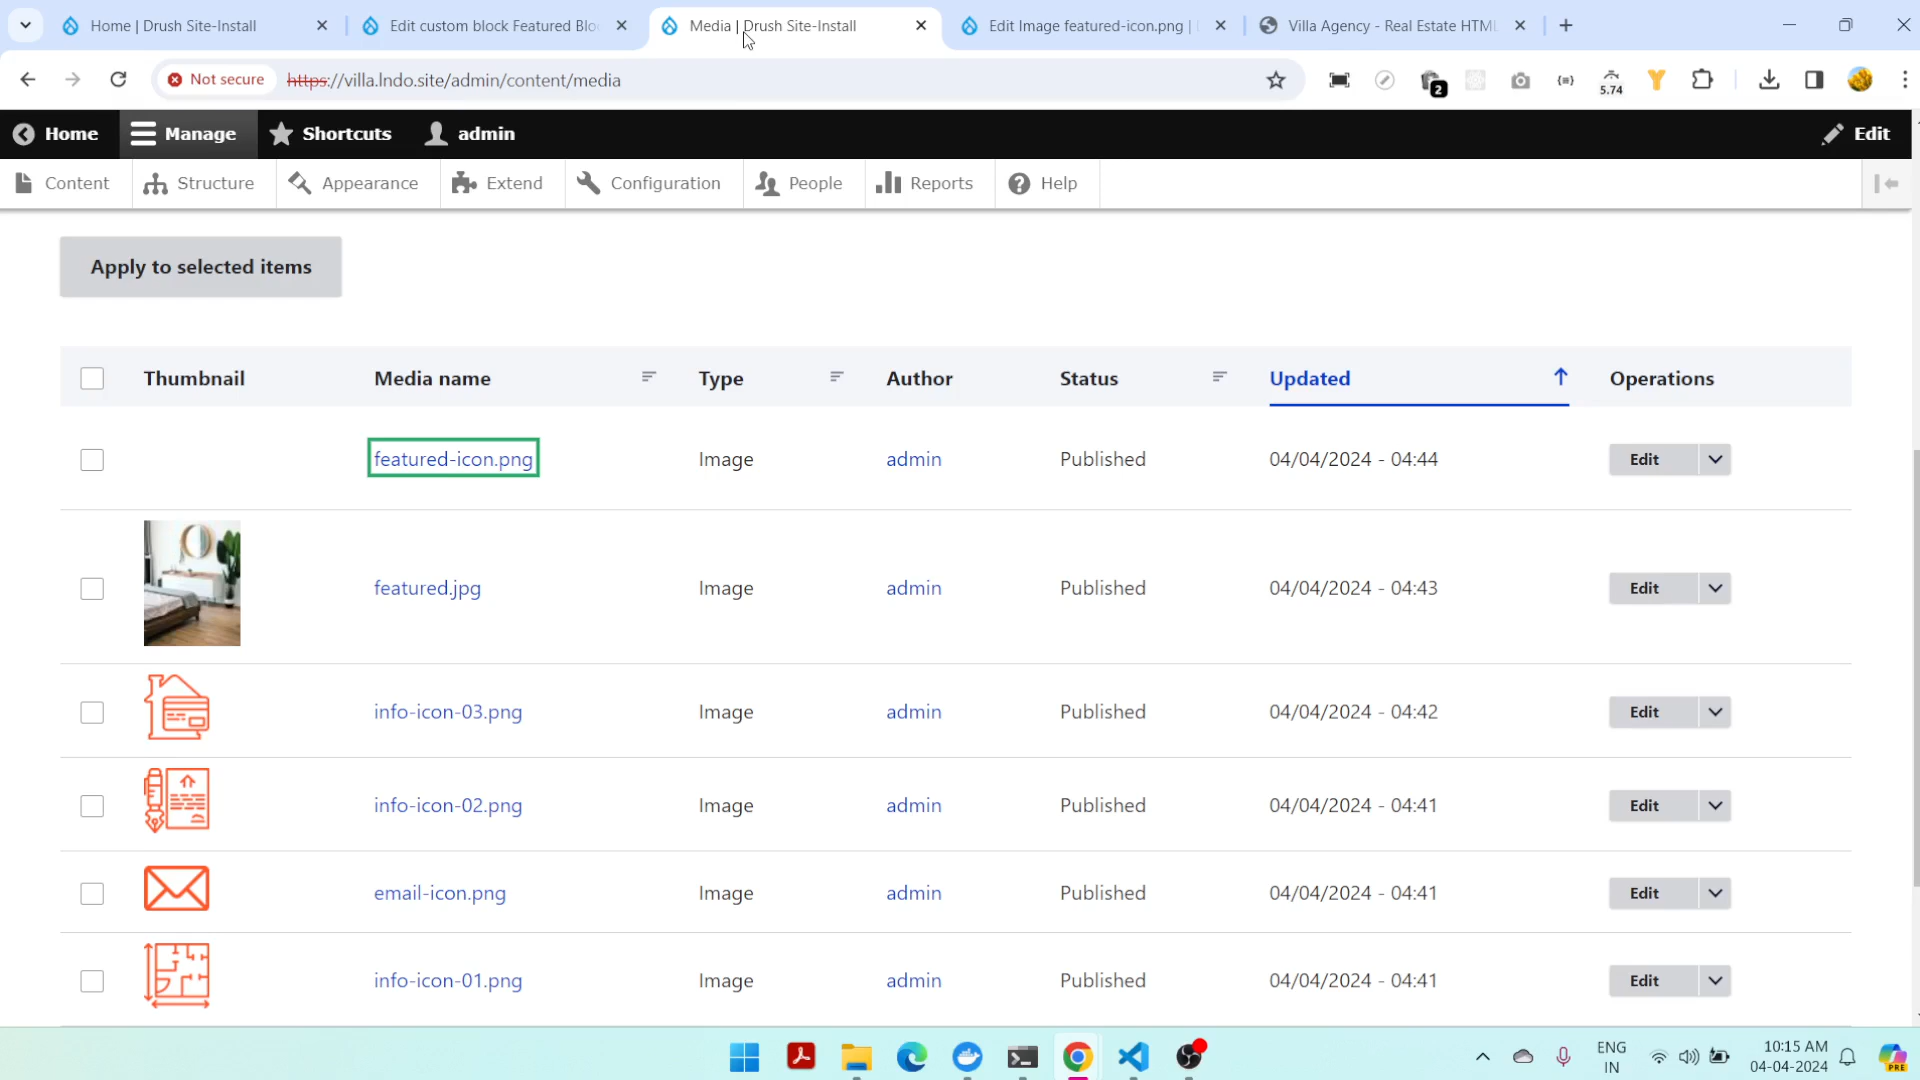 Home | Drush Site-Install
Edit custom block Featured Blo
Media | Drush Site-Install
Edit Image featured-icon.png |
Villa Agency - Real Estate HTML
Not secure
https://villa.lndo.site/admin/content/media
2
5.74
Home
Manage
Shortcuts
admin
Edit
Content
Structure
Appearance
Extend
Configuration
People
Reports
Help
Apply to selected items
Thumbnail Media name Type Author Status Updated Operations
featured-icon.png Image admin Published 04/04/2024 - 04:44 Edit
featured.jpg Image admin Published 04/04/2024 - 04:43 Edit
info-icon-03.png Image admin Published 04/04/2024 - 04:42 Edit
info-icon-02.png Image admin Published 04/04/2024 - 04:41 Edit
email-icon.png Image admin Published 04/04/2024 - 04:41 Edit
info-icon-01.png Image admin Published 04/04/2024 - 04:41 Edit
ENG
IN
10:15 AM
04-04-2024
PRE